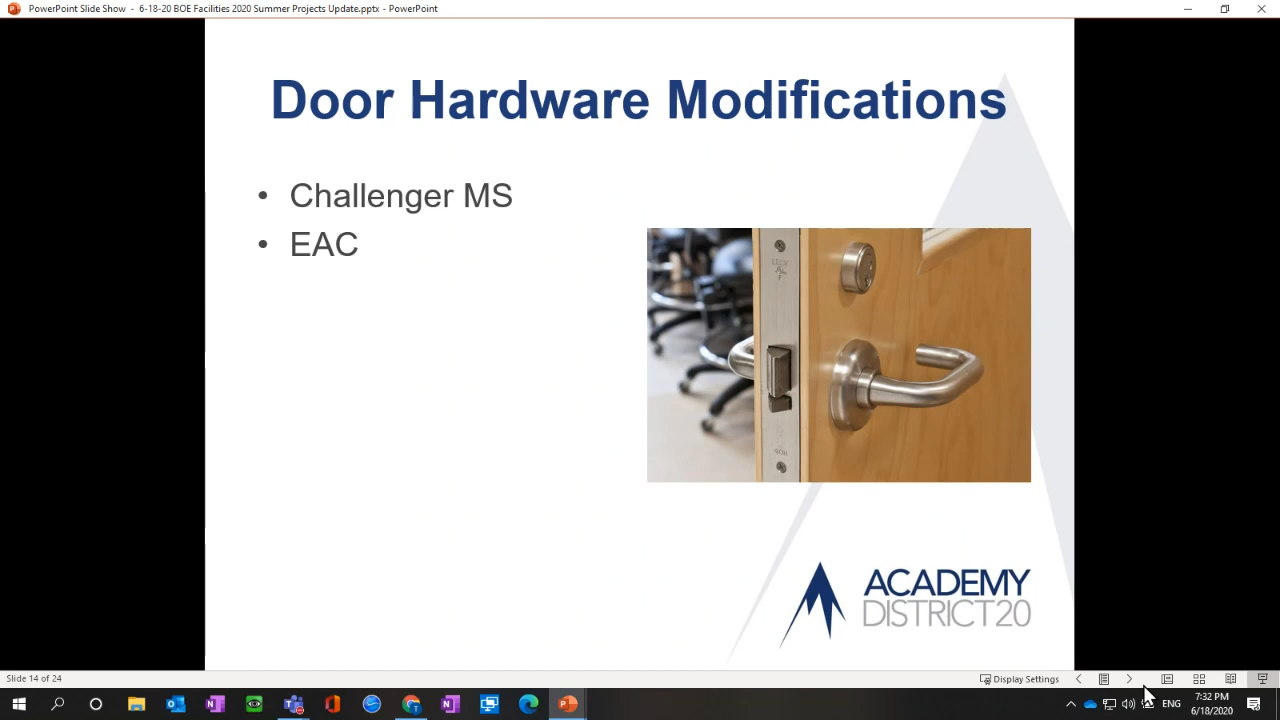 PowerPoint Slide Show - 6-18-20 BOE Facilities 2020 Summer Projects Update.pptx - PowerPoint
Door Hardware Modifications
• Challenger MS
• EAC
ACADEMY
DISTRICT 20
Slide 14 of 24
Display Settings
ENG
7:32 PM
6/18/2020